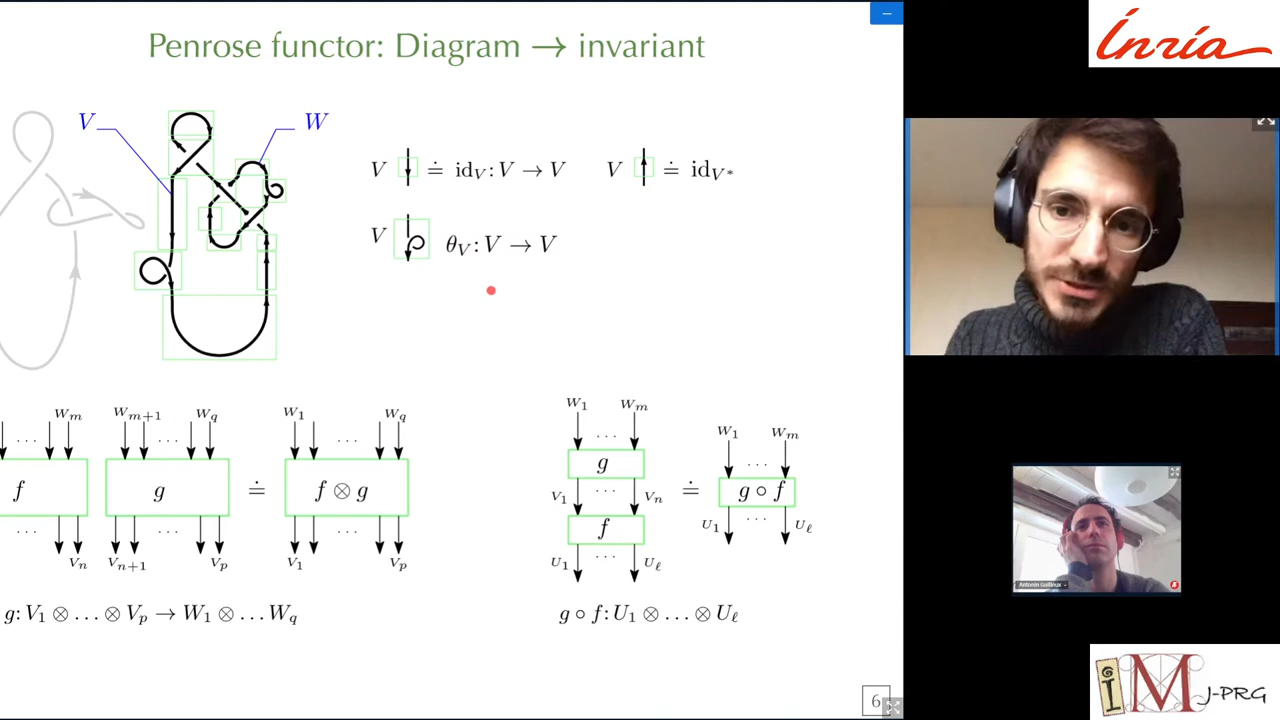 Penrose functor: Diagram → invariant
V
W
V ≐ id_V : V → V
V ≐ id_{V*}
V θ_V : V → V
W_m W_{m+1} W_q W_1 W_q
... ... ...
f g ≐ f ⊗ g
... ... ...
V_n V_{n+1} V_p V_1 V_p
g: V_1 ⊗ … ⊗ V_p → W_1 ⊗ … W_q
W_1 W_m
...
g
V_1 ... V_n
f
U_1 ... U_ℓ
≐
W_1 W_m
...
g ∘ f
U_1 ... U_ℓ
g ∘ f: U_1 ⊗ … ⊗ U_ℓ
6
Inria
Antonin Guilloux
IMJ-PRG